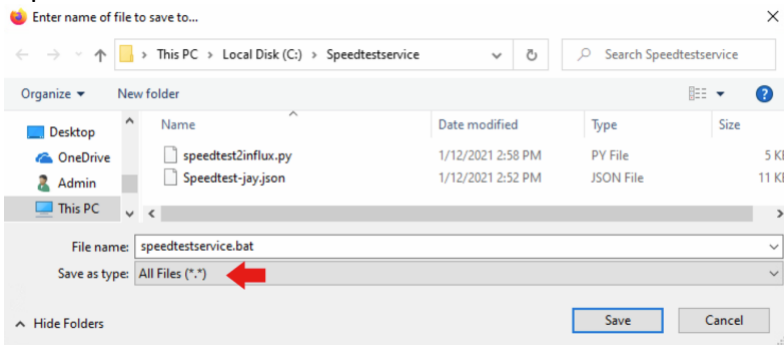 Enter name of file to save to...
This PC > Local Disk (C:) > Speedtestservice
Search Speedtestservice
Organize
New folder
Name Date modified Type Size
Desktop
OneDrive
Admin
This PC
speedtest2influx.py 1/12/2021 2:58 PM PY File 5
Speedtest-jay.json 1/12/2021 2:52 PM JSON File 11
File name: speedtestservice.bat
Save as type: All Files (*.*)
Hide Folders
Save Cancel